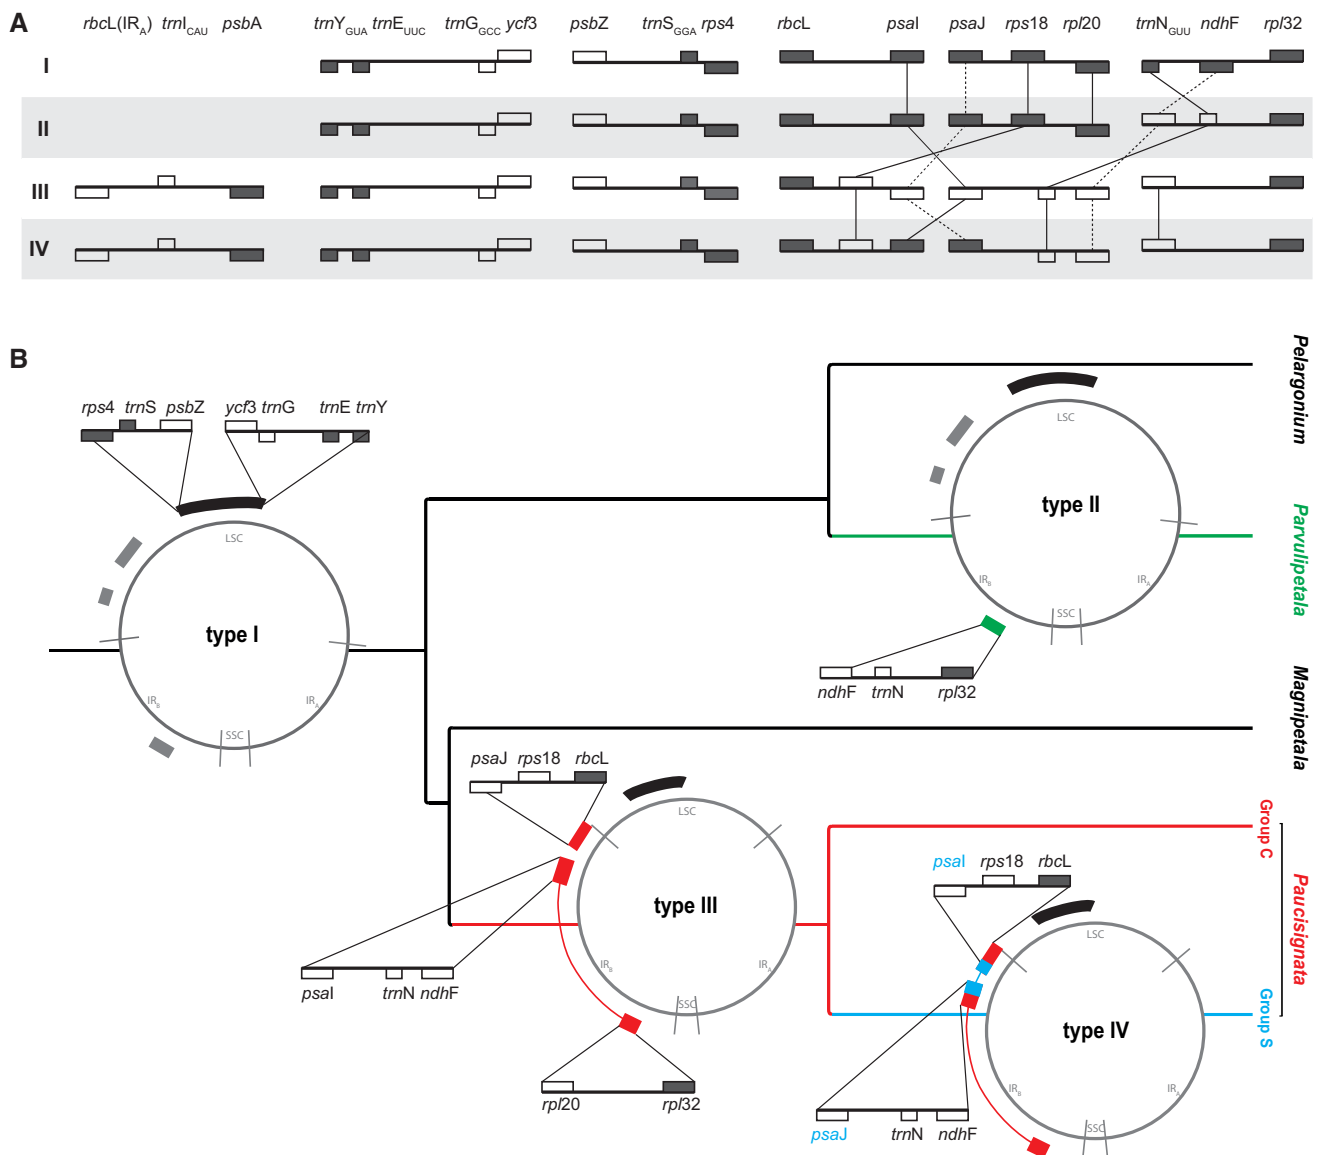 A
rbcL(IRA) trnICAU psbA trnYGUA trnEUUC trnGGCC ycf3 psbZ trnSGGA rps4 rbcL psaI psaJ rps18 rpl20 trnNGUU ndhF rpl32
I
II
III
IV
B
rps4 trnS psbZ ycf3 trnG trnE trnY
LSC
type I
IRB
IRA
SSC
Pelargonium
LSC
type II
Parvulipetala
IRB
IRA
SSC
ndhF trnN rpl32
Magnipetala
psaJ rps18 rbcL
LSC
type III
IRB
IRA
SSC
psaI trnN ndhF
rpl20 rpl32
Group C
Paucisignata
Group S
psaI rps18 rbcL
LSC
type IV
IRB
IRA
SSC
psaJ trnN ndhF